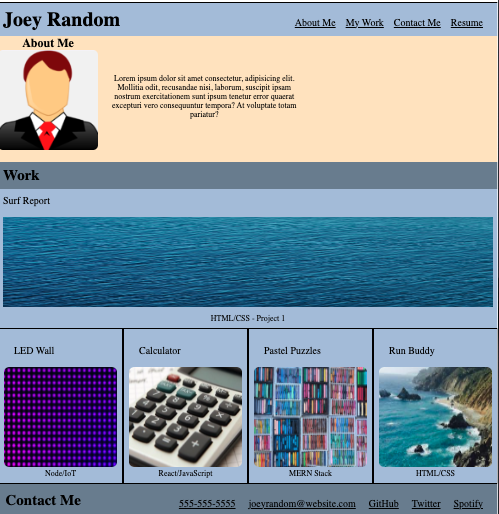 Joey Random
About Me My Work Contact Me Resume
About Me
Lorem ipsum dolor sit amet consectetur, adipisicing elit.
Mollitia odit, recusandae nisi, laborum, suscipit ipsam
nostrum exercitationem sunt ipsum tenetur error quaerat
excepturi vero consequuntur tempora? At voluptate totam
pariatur?
Work
Surf Report
HTML/CSS - Project 1
LED Wall
Calculator
Pastel Puzzles
Run Buddy
Node/IoT
React/JavaScript
MERN Stack
HTML/CSS
Contact Me
555-555-5555 joeyrandom@website.com GitHub Twitter Spotify